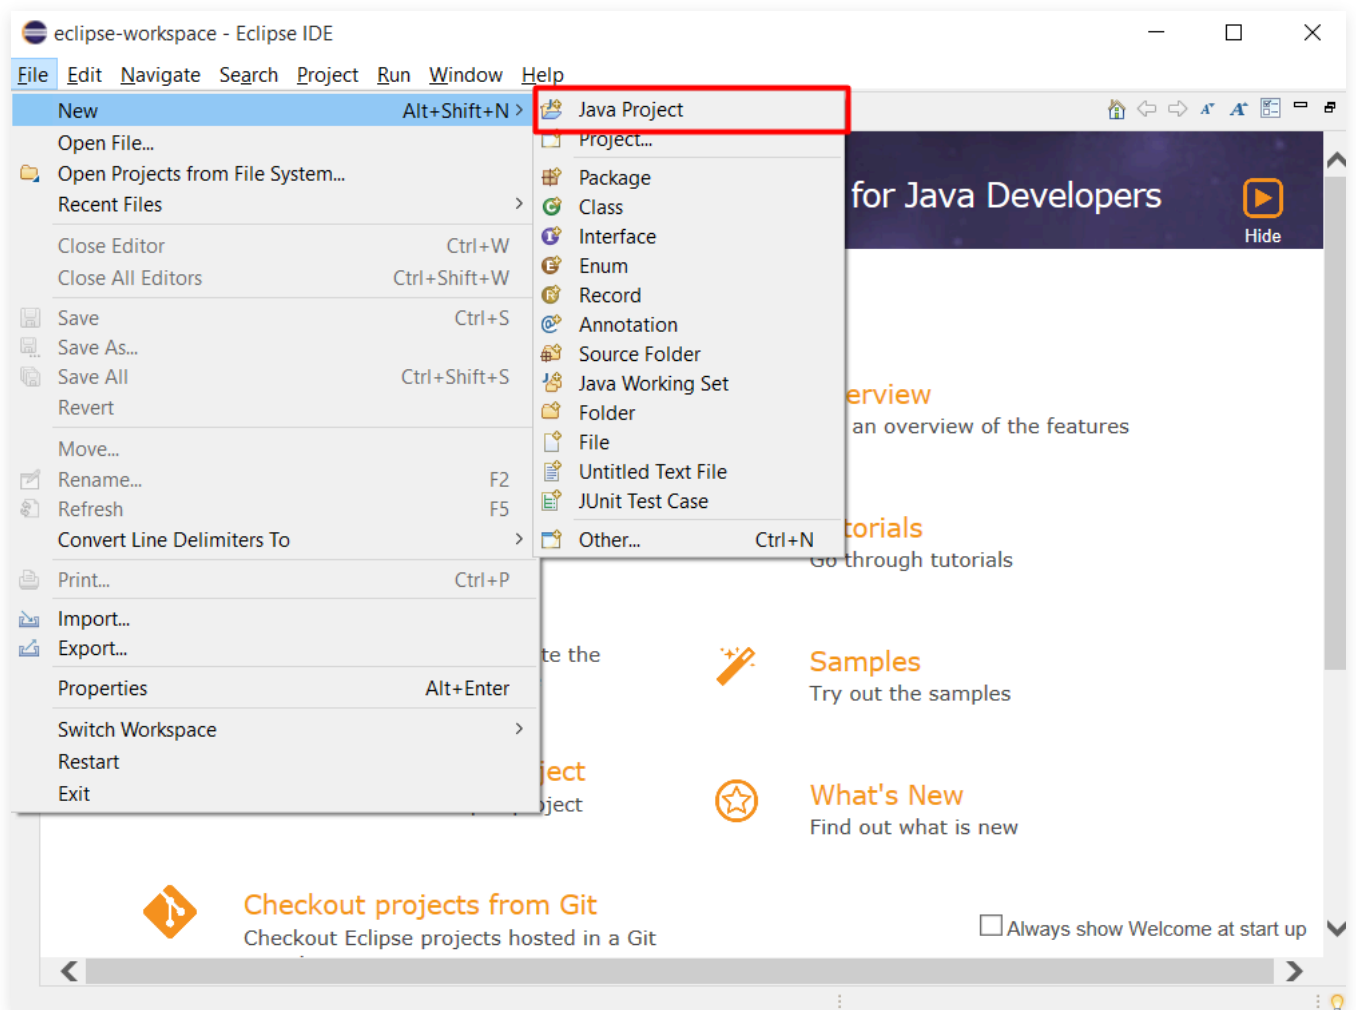 eclipse-workspace - Eclipse IDE
File Edit Navigate Search Project Run Window Help
New Alt+Shift+N >
Open File...
Open Projects from File System...
Recent Files >
Close Editor Ctrl+W
Close All Editors Ctrl+Shift+W
Save Ctrl+S
Save As...
Save All Ctrl+Shift+S
Revert
Move...
Rename... F2
Refresh F5
Convert Line Delimiters To >
Print... Ctrl+P
Import...
Export...
Properties Alt+Enter
Switch Workspace >
Restart
Exit
Java Project
Project...
Package
Class
Interface
Enum
Record
Annotation
Source Folder
Java Working Set
Folder
File
Untitled Text File
JUnit Test Case
Other... Ctrl+N
for Java Developers
Hide
erview
an overview of the features
torials
Go through tutorials
te the
Samples
Try out the samples
ject
oject
What's New
Find out what is new
Checkout projects from Git
Checkout Eclipse projects hosted in a Git
Always show Welcome at start up